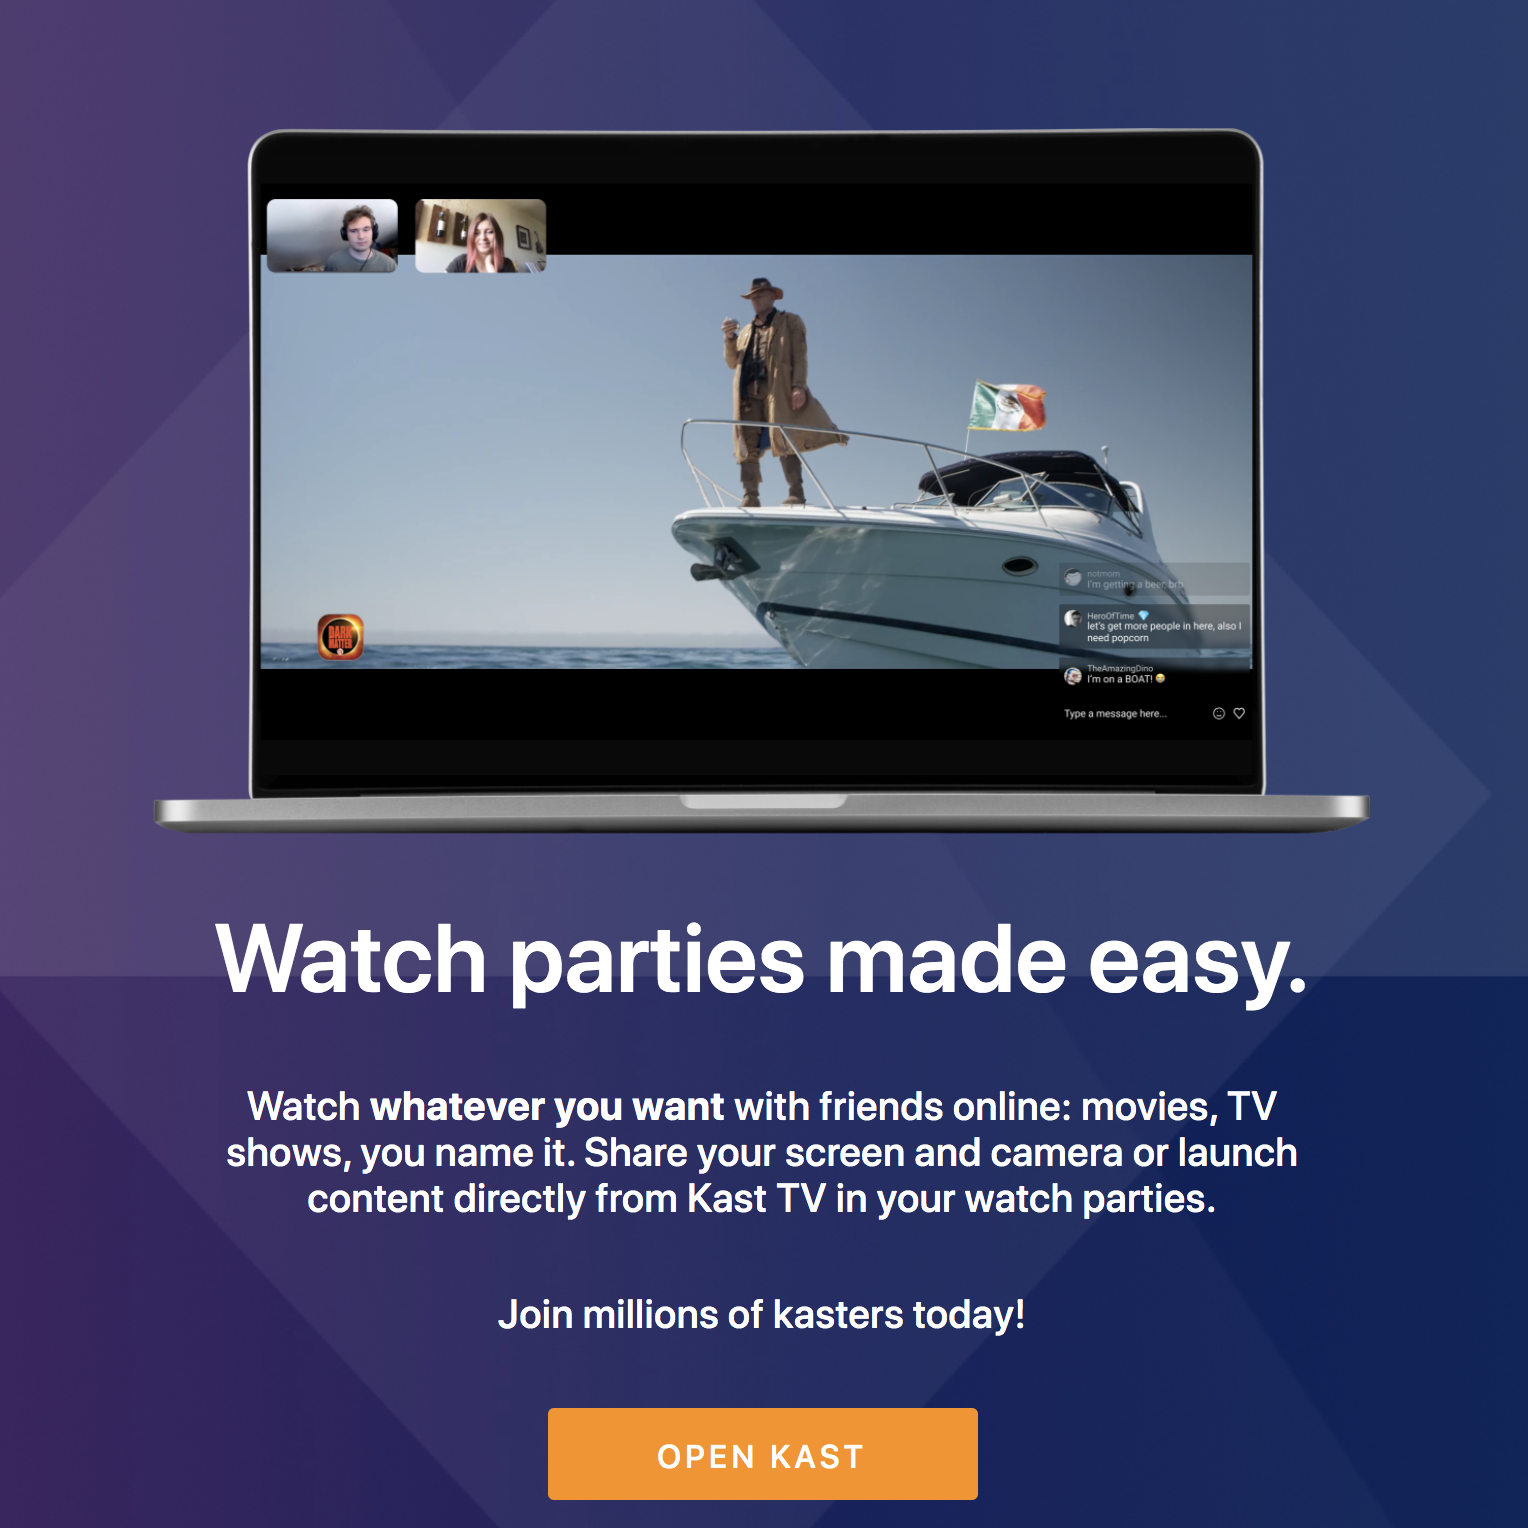 DARK
MATTER
notmom
I'm getting a beer, brb
HeroOfTime 💎
let's get more people in here, also I
need popcorn
TheAmazingDino
I'm on a BOAT! 😂
Type a message here...
Watch parties made easy.
Watch whatever you want with friends online: movies, TV
shows, you name it. Share your screen and camera or launch
content directly from Kast TV in your watch parties.
Join millions of kasters today!
OPEN KAST